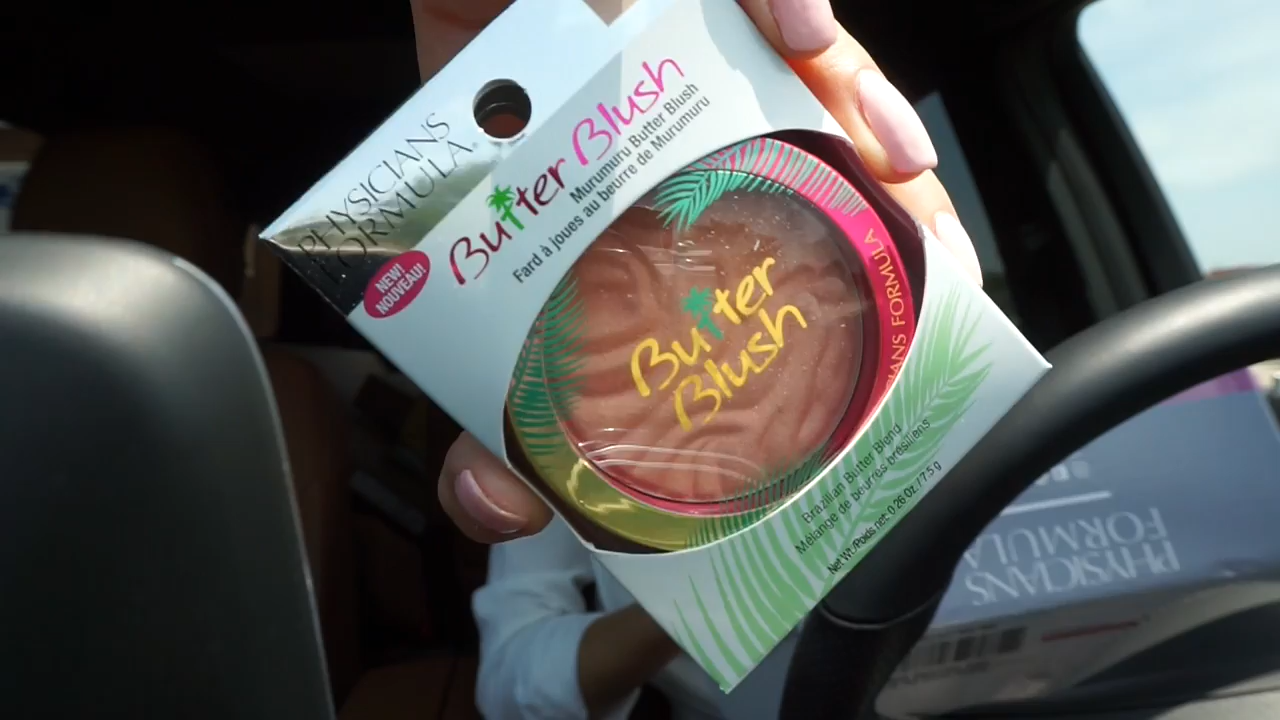 PHYSICIANS
FORMULA
NEW!
NOUVEAU!
Butter Blush
Murumuru Butter Blush
Fard à joues au beurre de Murumuru
Butter
Blush
IANS FORMULA
Brazilian Butter Blend
Mélange de beurres brésiliens
Net Wt./Poids net: 0.26 Oz. / 7.5 g
PHYSICIANS
FORMULA